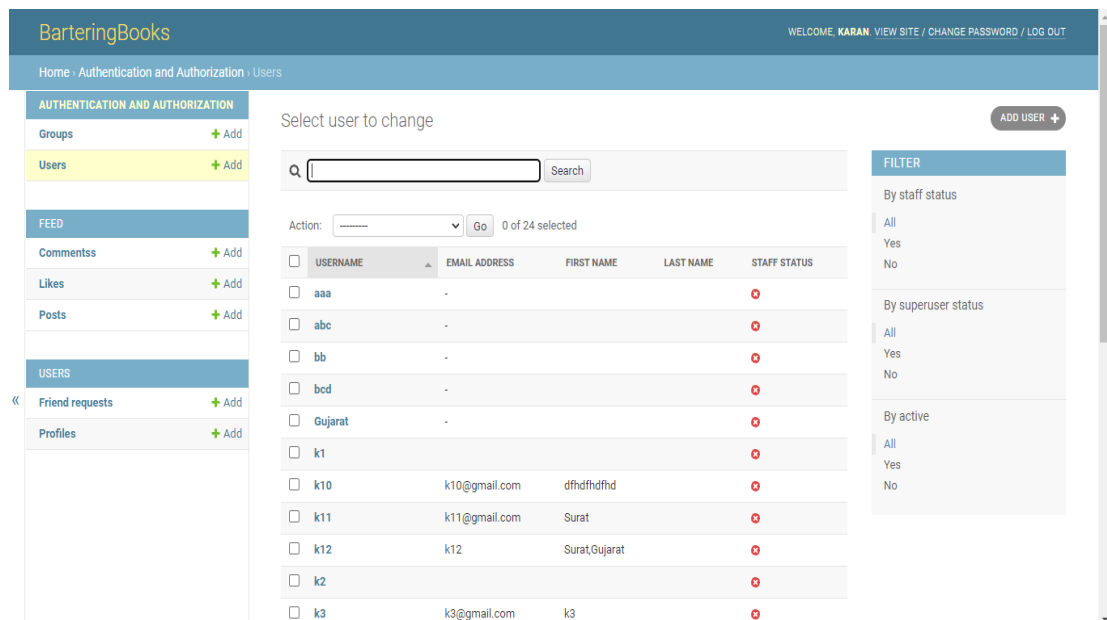 BarteringBooks
WELCOME, KARAN. VIEW SITE / CHANGE PASSWORD / LOG OUT
Home › Authentication and Authorization › Users
AUTHENTICATION AND AUTHORIZATION
Groups + Add
Users + Add
FEED
Commentss + Add
Likes + Add
Posts + Add
USERS
Friend requests + Add
Profiles + Add
«
Select user to change
ADD USER +
Search
Action: --------- Go 0 of 24 selected
USERNAME EMAIL ADDRESS FIRST NAME LAST NAME STAFF STATUS
aaa -
abc -
bb -
bcd -
Gujarat -
k1
k10 k10@gmail.com dfhdfhdfhd
k11 k11@gmail.com Surat
k12 k12 Surat,Gujarat
k2
k3 k3@gmail.com k3
FILTER
By staff status
All
Yes
No
By superuser status
All
Yes
No
By active
All
Yes
No